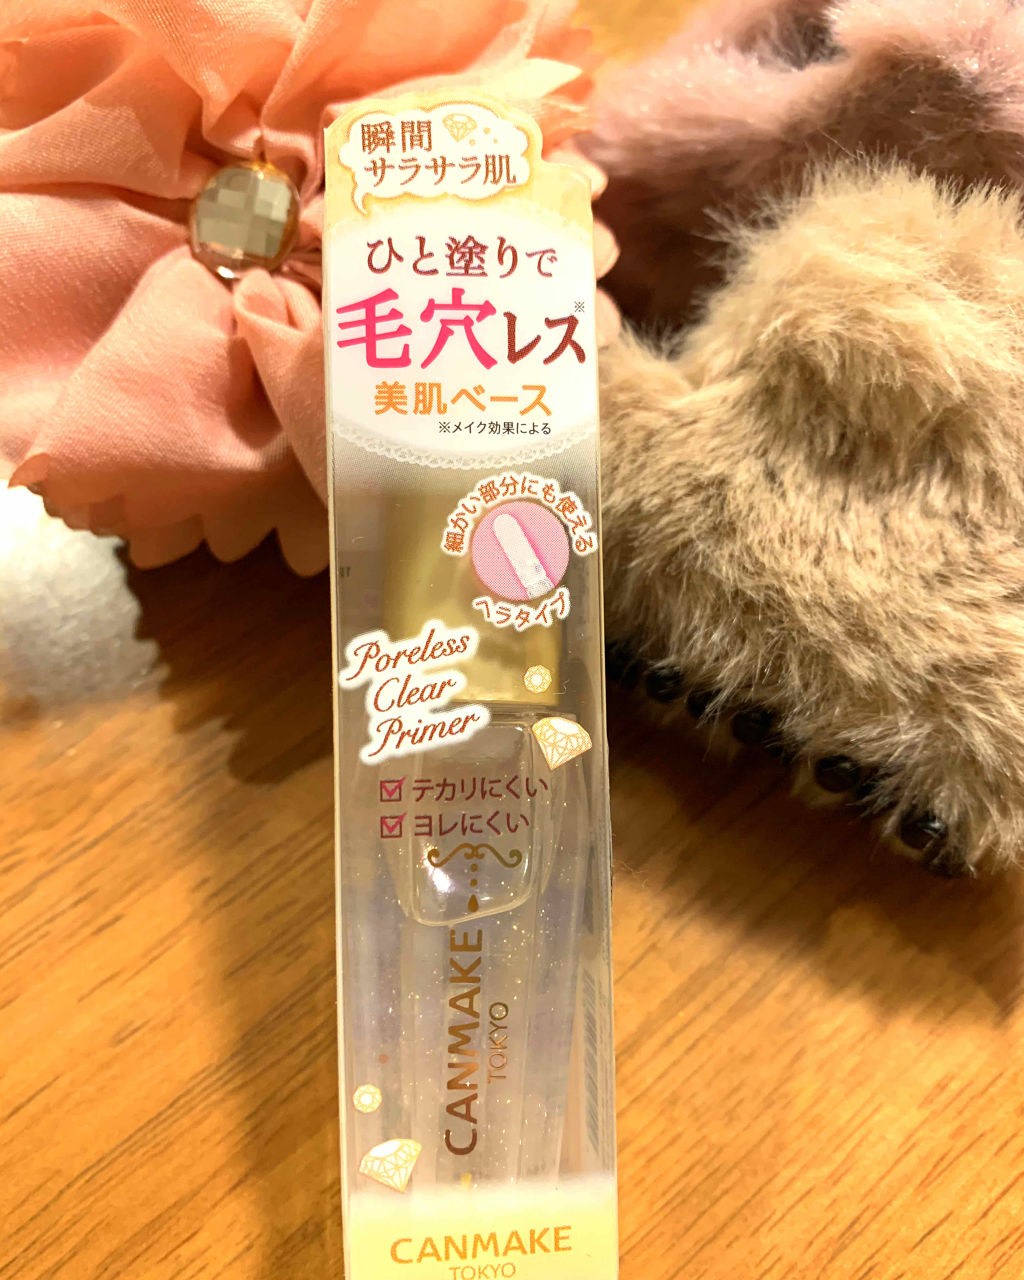 瞬間
サラサラ肌
ひと塗りで
毛穴レス※
美肌ベース
※メイク効果による
細かい部分にも使える
ヘラタイプ
Poreless
Clear
Primer
テカリにくい
ヨレにくい
CANMAKE
TOKYO
CANMAKE
TOKYO